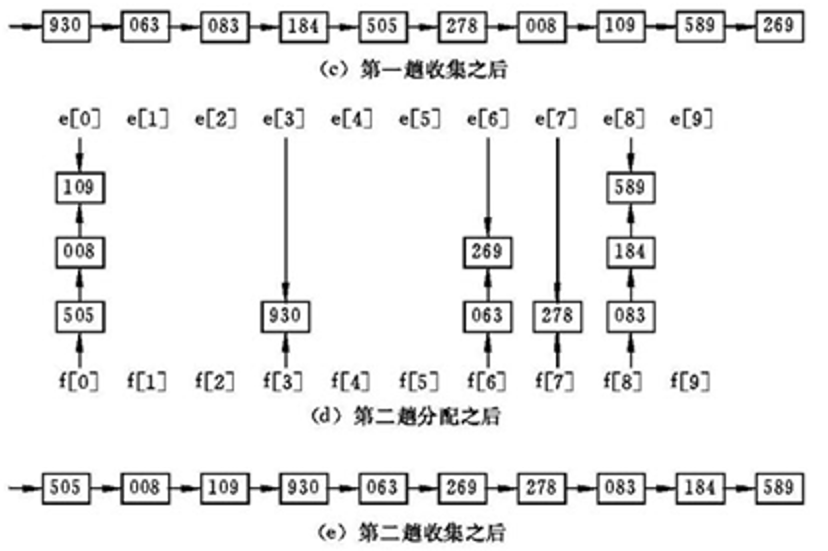 930 063 083 184 505 278 008 109 589 269
(c) 第一趟收集之后
e[0] e[1] e[2] e[3] e[4] e[5] e[6] e[7] e[8] e[9]
109 589
008 269 184
505 930 063 278 083
f[0] f[1] f[2] f[3] f[4] f[5] f[6] f[7] f[8] f[9]
(d) 第二趟分配之后
505 008 109 930 063 269 278 083 184 589
(e) 第二趟收集之后